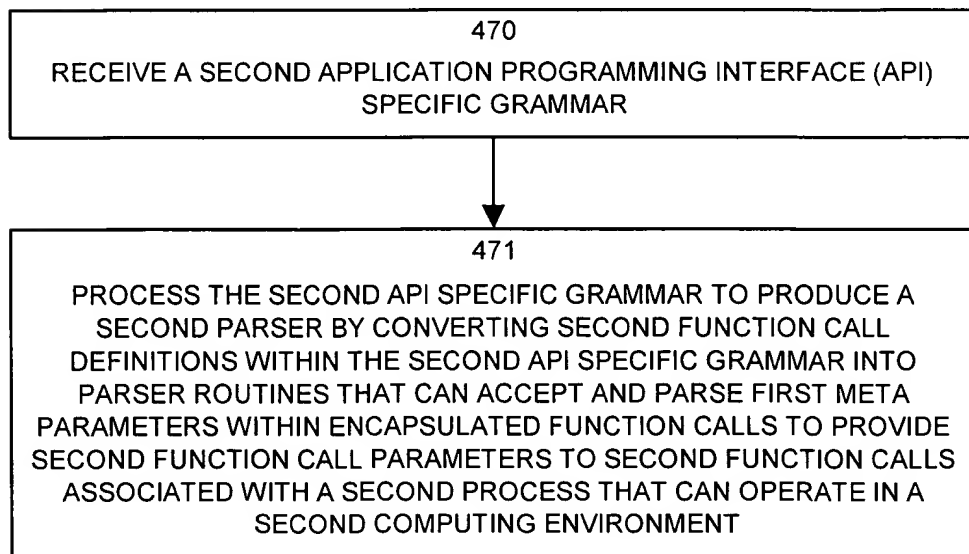 470
RECEIVE A SECOND APPLICATION PROGRAMMING INTERFACE (API)
SPECIFIC GRAMMAR
471
PROCESS THE SECOND API SPECIFIC GRAMMAR TO PRODUCE A
SECOND PARSER BY CONVERTING SECOND FUNCTION CALL
DEFINITIONS WITHIN THE SECOND API SPECIFIC GRAMMAR INTO
PARSER ROUTINES THAT CAN ACCEPT AND PARSE FIRST META
PARAMETERS WITHIN ENCAPSULATED FUNCTION CALLS TO PROVIDE
SECOND FUNCTION CALL PARAMETERS TO SECOND FUNCTION CALLS
ASSOCIATED WITH A SECOND PROCESS THAT CAN OPERATE IN A
SECOND COMPUTING ENVIRONMENT